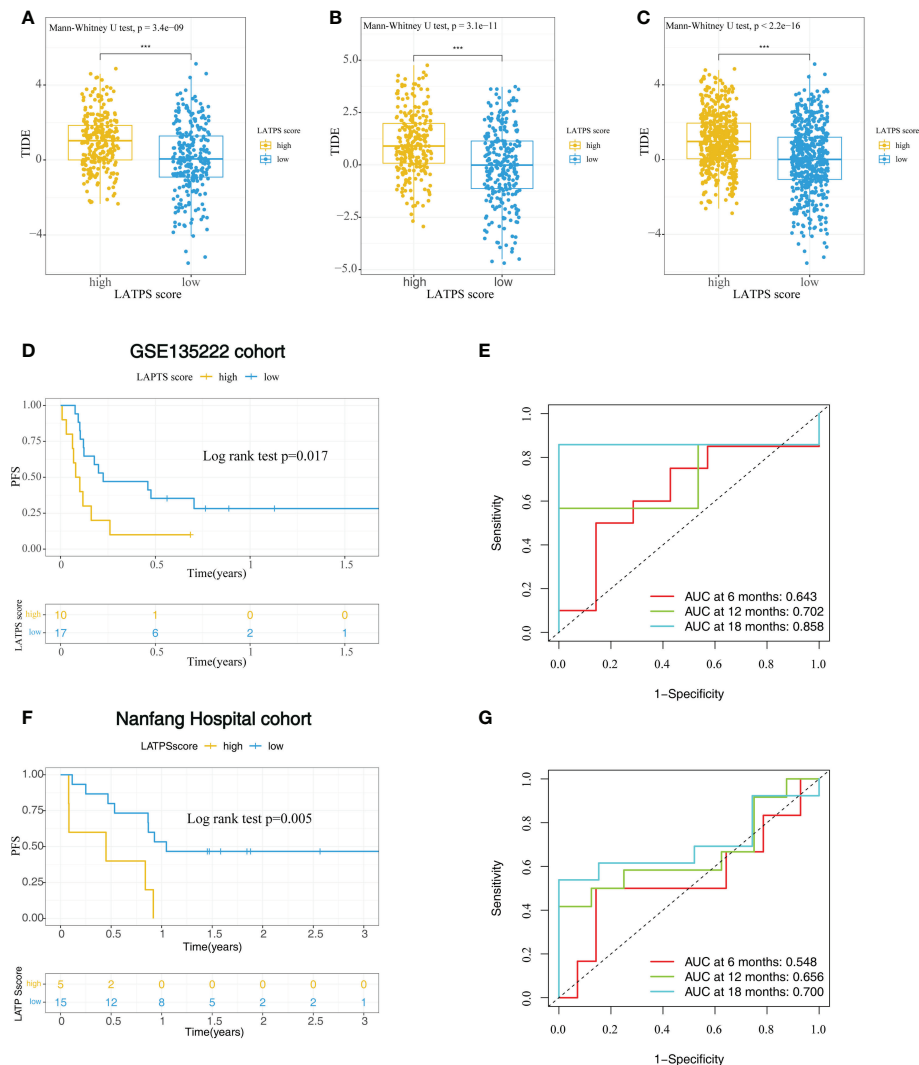 A
Mann-Whitney U test, p = 3.4e-09
***
TIDE
4
0
−4
high
low
LATPS score
LATPS score
high
low
B
Mann-Whitney U test, p = 3.1e-11
***
TIDE
5.0
2.5
0.0
−2.5
−5.0
high
low
LATPS score
LATPS score
high
low
C
Mann-Whitney U test, p < 2.2e-16
***
TIDE
4
0
−4
high
low
LATPS score
LATPS score
high
low
D
GSE135222 cohort
LAPTS score high low
1.00
0.75
0.50
0.25
0.00
PFS
Log rank test p=0.017
0 0.5 1 1.5
Time(years)
LATPS score
high 10 1 0 0
low 17 6 2 1
0 0.5 1 1.5
Time(years)
E
Sensitivity
1.0
0.8
0.6
0.4
0.2
0.0
AUC at 6 months: 0.643
AUC at 12 months: 0.702
AUC at 18 months: 0.858
0.0 0.2 0.4 0.6 0.8 1.0
1−Specificity
F
Nanfang Hospital cohort
LATPSscore high low
1.00
0.75
0.50
0.25
0.00
PFS
Log rank test p=0.005
0 0.5 1 1.5 2 2.5 3
Time(years)
LATP Sscore
high 5 2 0 0 0 0 0
low 15 12 8 5 2 2 1
0 0.5 1 1.5 2 2.5 3
Time(years)
G
Sensitivity
1.0
0.8
0.6
0.4
0.2
0.0
AUC at 6 months: 0.548
AUC at 12 months: 0.656
AUC at 18 months: 0.700
0.0 0.2 0.4 0.6 0.8 1.0
1−Specificity